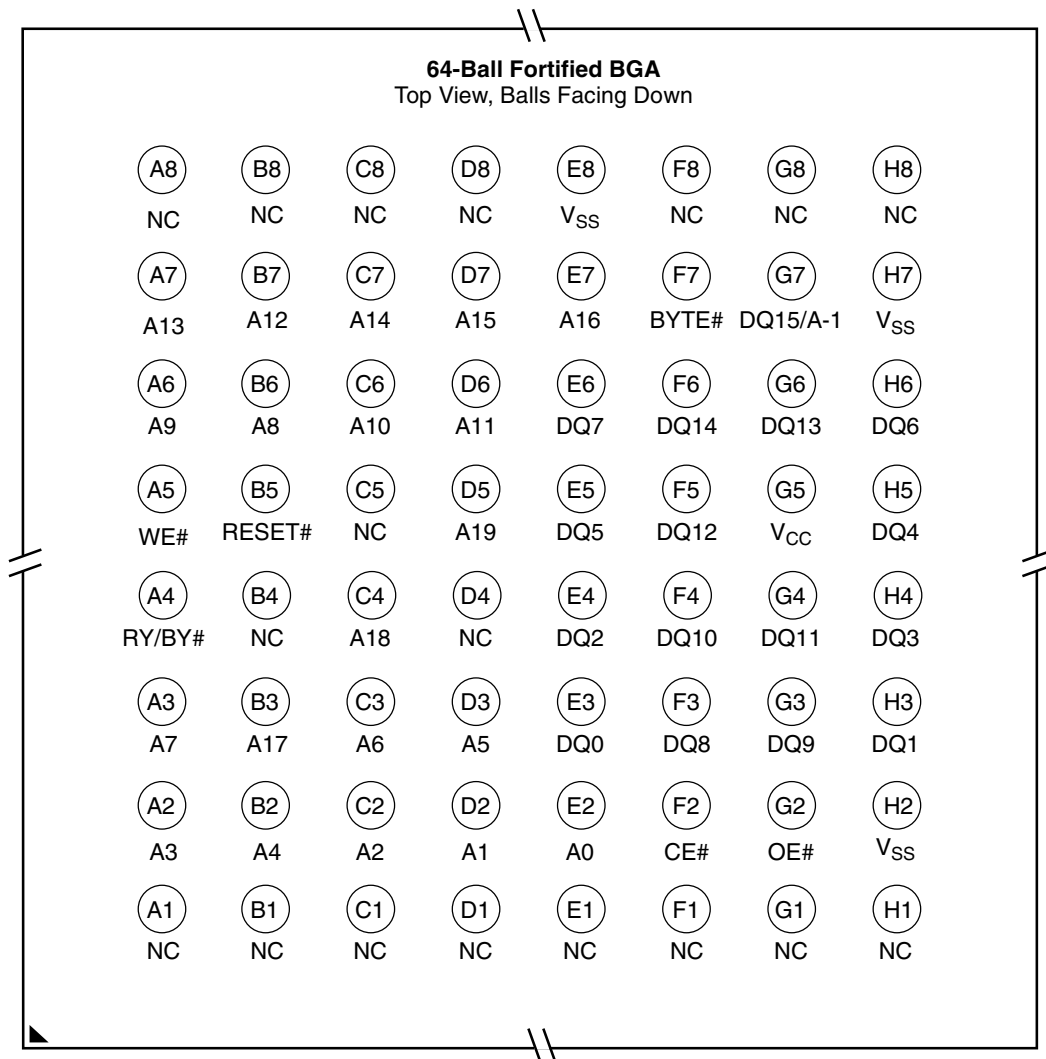 64-Ball Fortified BGA
Top View, Balls Facing Down
A8 B8 C8 D8 E8 F8 G8 H8
NC NC NC NC VSS NC NC NC
A7 B7 C7 D7 E7 F7 G7 H7
A13 A12 A14 A15 A16 BYTE# DQ15/A-1 VSS
A6 B6 C6 D6 E6 F6 G6 H6
A9 A8 A10 A11 DQ7 DQ14 DQ13 DQ6
A5 B5 C5 D5 E5 F5 G5 H5
WE# RESET# NC A19 DQ5 DQ12 VCC DQ4
A4 B4 C4 D4 E4 F4 G4 H4
RY/BY# NC A18 NC DQ2 DQ10 DQ11 DQ3
A3 B3 C3 D3 E3 F3 G3 H3
A7 A17 A6 A5 DQ0 DQ8 DQ9 DQ1
A2 B2 C2 D2 E2 F2 G2 H2
A3 A4 A2 A1 A0 CE# OE# VSS
A1 B1 C1 D1 E1 F1 G1 H1
NC NC NC NC NC NC NC NC